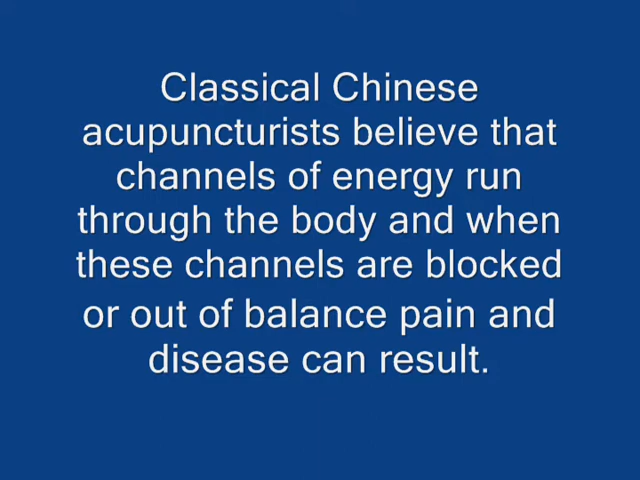 Classical Chinese
acupuncturists believe that
channels of energy run
through the body and when
these channels are blocked
or out of balance pain and
disease can result.